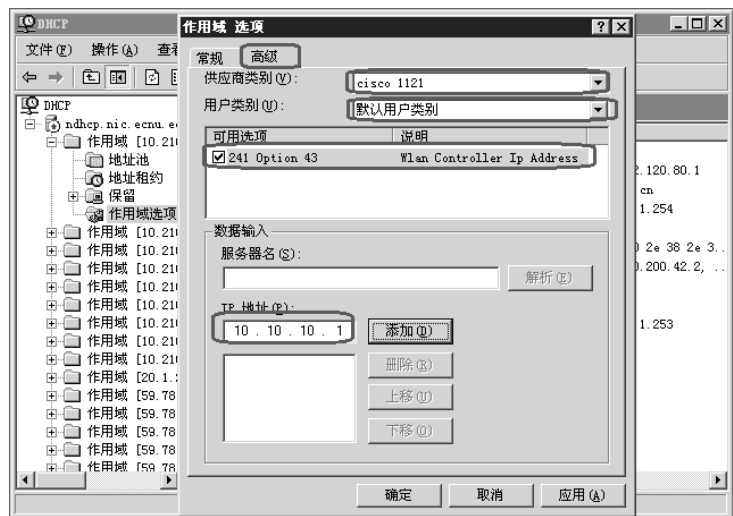 DHCP
文件(F) 操作(A) 查看
DHCP
ndhcp.nic.ecnu.e
作用域 [10.21
地址池
地址租约
保留
作用域选项
作用域 [10.21
作用域 [10.21
作用域 [10.21
作用域 [10.21
作用域 [10.21
作用域 [10.21
作用域 [10.21
作用域 [10.21
作用域 [20.1.
作用域 [59.78
作用域 [59.78
作用域 [59.78
作用域 [59.78
作用域 [59.78
作用域 选项
常规 高级
供应商类别(V): cisco 1121
用户类别(U): 默认用户类别
可用选项 说明
241 Option 43 Wlan Controller Ip Address
数据输入
服务器名(S):
解析(E)
IP 地址(P):
10 . 10 . 10 . 1 添加(D)
删除(R)
上移(U)
下移(O)
确定 取消 应用(A)
2.120.80.1
cn
1.254
2e 38 2e 3...
.200.42.2, ...
1.253